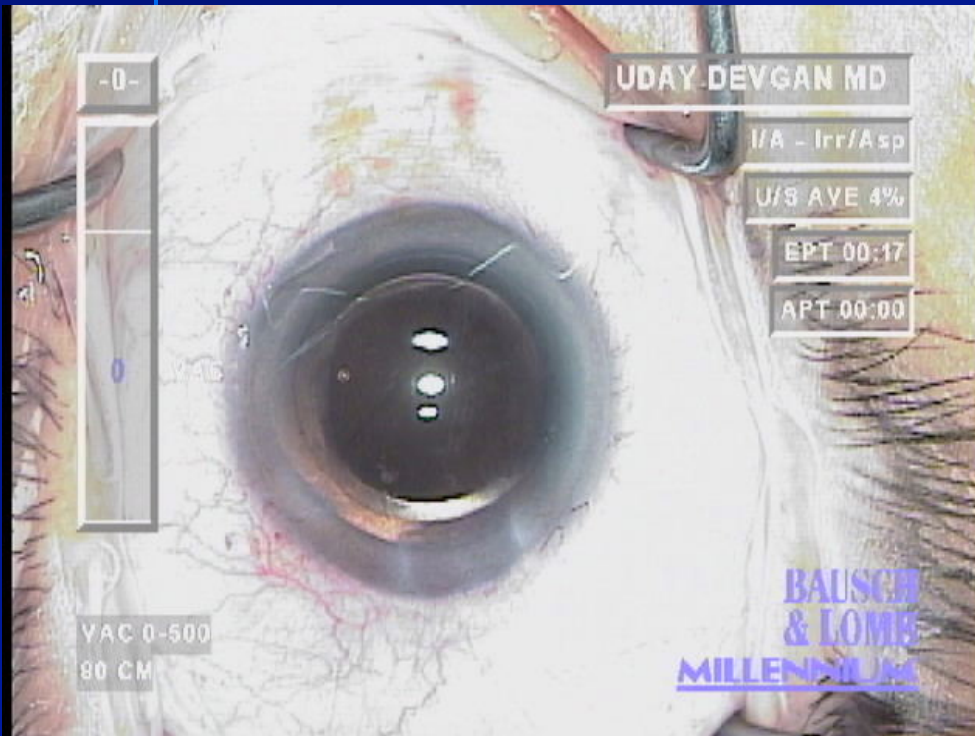 -0-
UDAY DEVGAN MD
I/A - Irr/Asp
U/S AVE 4%
EPT 00:17
APT 00:00
0
VAC
VAC 0-500
80 CM
BAUSCH
& LOMB
MILLENNIUM